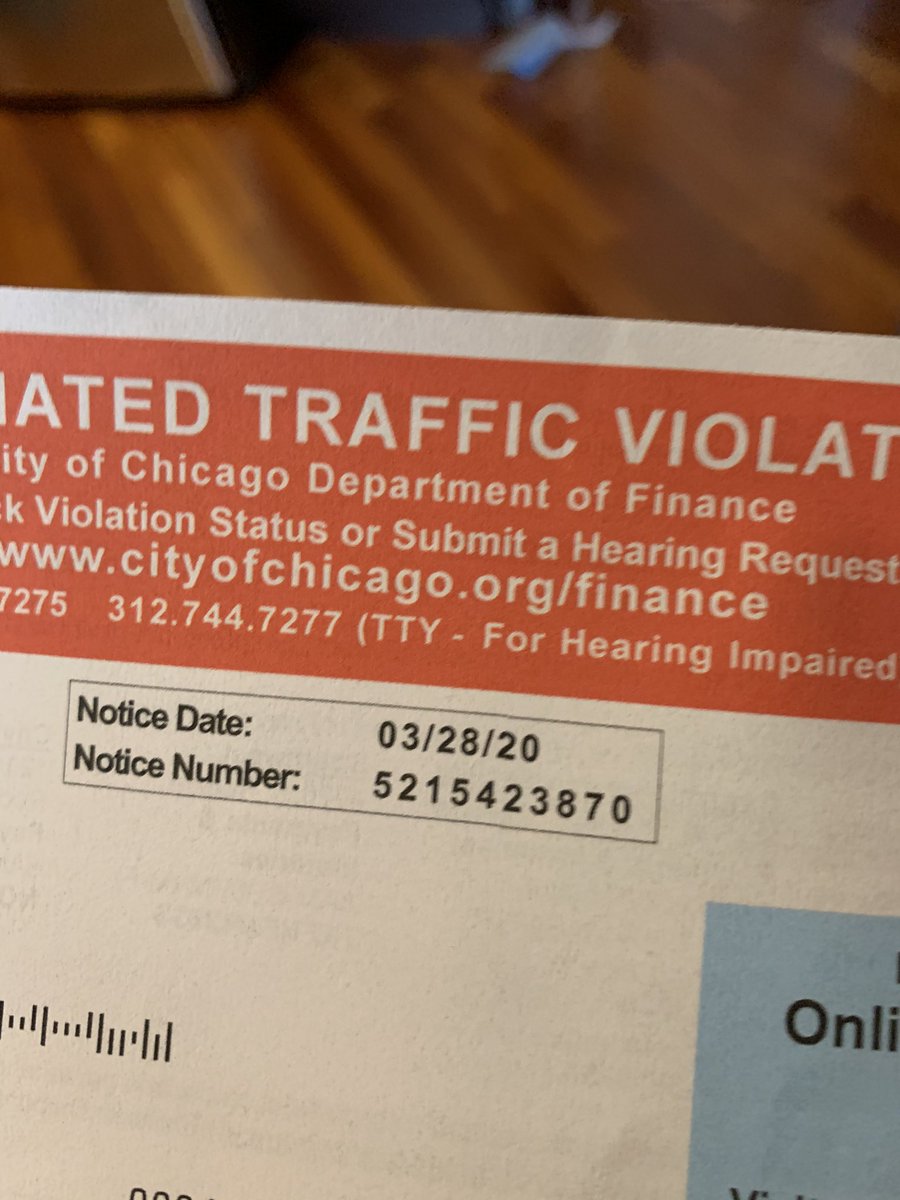 MATED TRAFFIC VIOLAT
ity of Chicago Department of Finance
k Violation Status or Submit a Hearing Request
www.cityofchicago.org/finance
7275 312.744.7277 (TTY - For Hearing Impaired
Notice Date: 03/28/20
Notice Number: 5215423870
Onli